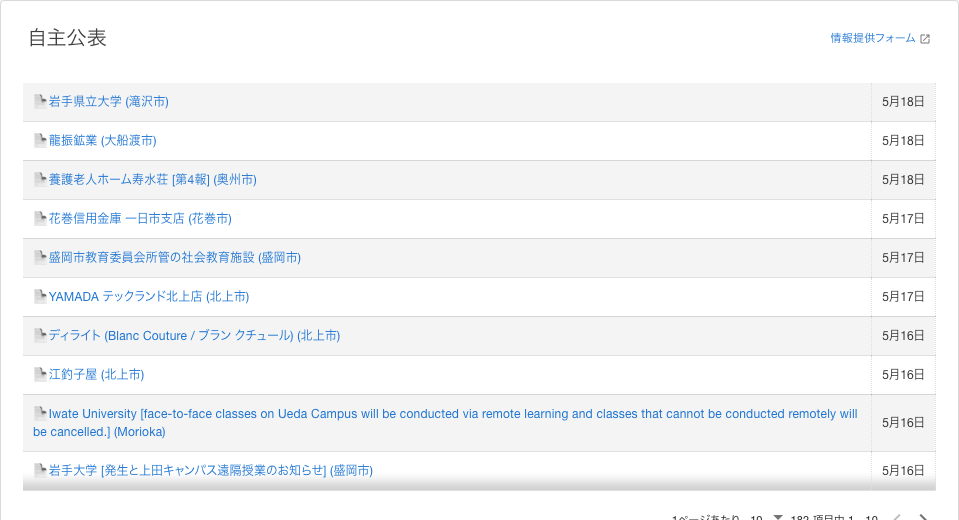 自主公表
情報提供フォーム
岩手県立大学 (滝沢市) 5月18日
龍振鉱業 (大船渡市) 5月18日
養護老人ホーム寿水荘 [第4報] (奥州市) 5月18日
花巻信用金庫 一日市支店 (花巻市) 5月17日
盛岡市教育委員会所管の社会教育施設 (盛岡市) 5月17日
YAMADA テックランド北上店 (北上市) 5月17日
ディライト (Blanc Couture / ブラン クチュール) (北上市) 5月16日
江釣子屋 (北上市) 5月16日
Iwate University [face-to-face classes on Ueda Campus will be conducted via remote learning and classes that cannot be conducted remotely will
be cancelled.] (Morioka) 5月16日
岩手大学 [発生と上田キャンパス遠隔授業のお知らせ] (盛岡市) 5月16日
1ページあたり 10 182 項目中 1 - 10